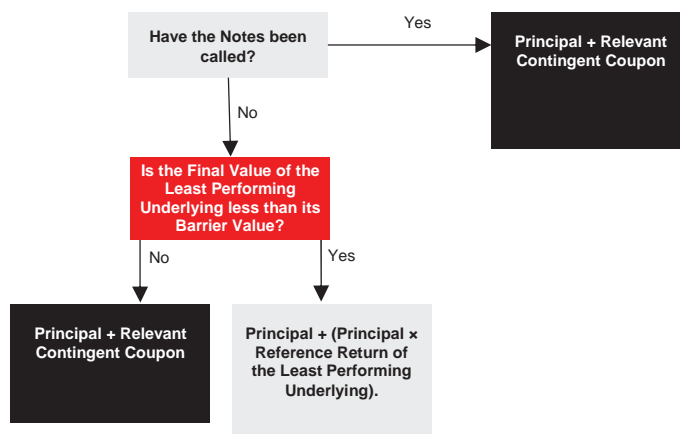 Have the Notes been
called?
Yes
Principal + Relevant
Contingent Coupon
No
Is the Final Value of the
Least Performing
Underlying less than its
Barrier Value?
No
Yes
Principal + Relevant
Contingent Coupon
Principal + (Principal ×
Reference Return of
the Least Performing
Underlying).